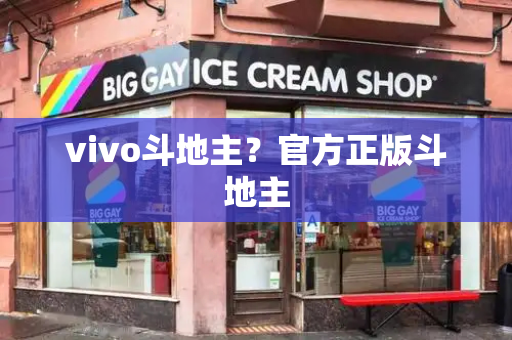 BIG GAY ICE CREAM SHOP
vivo斗地主？官方正版斗
地主
BIG GAY
ICE CREAM
SHOP
BIG GAY
ICE CREAM
A